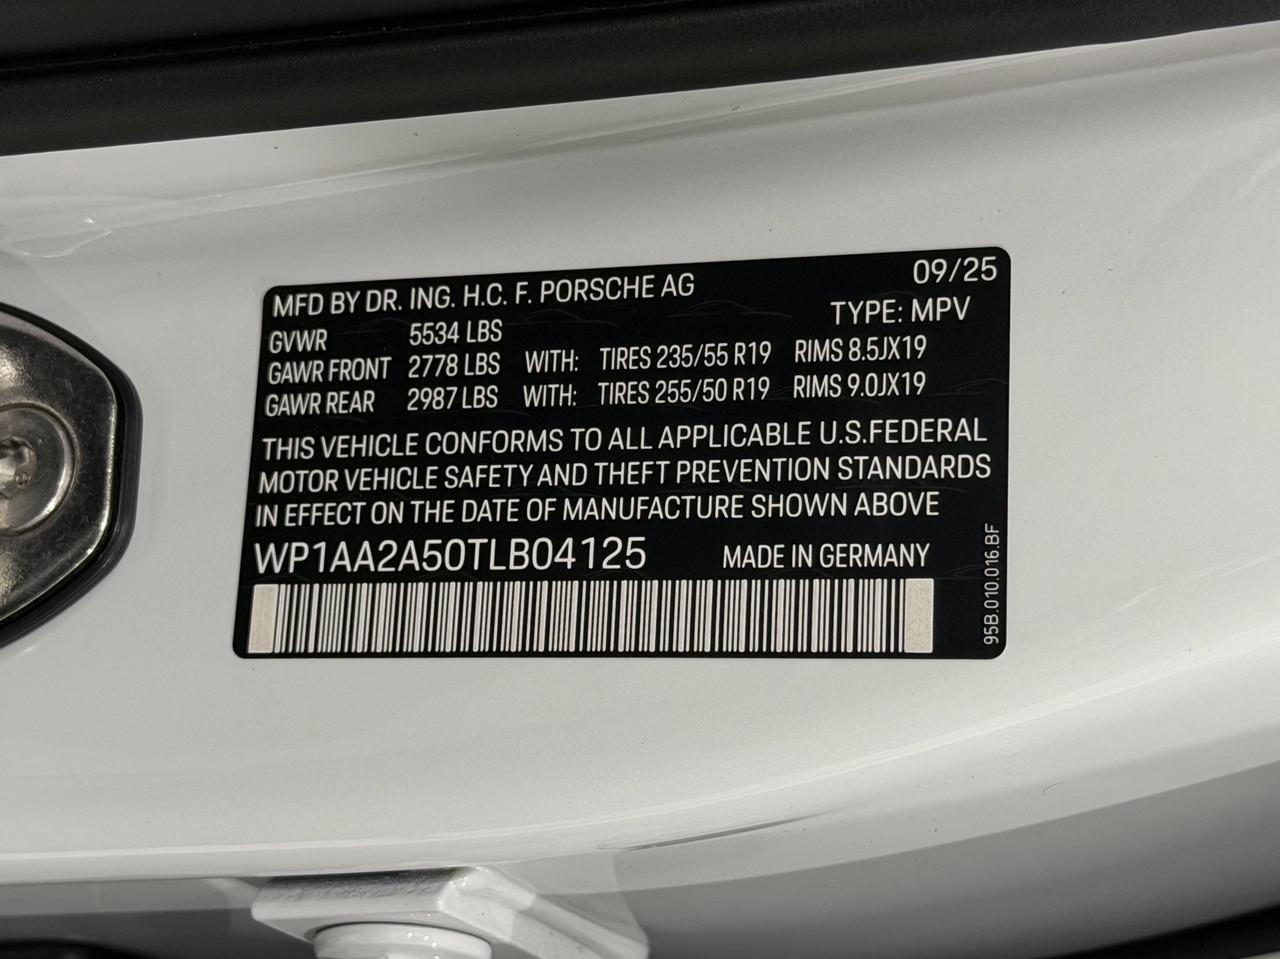 MFD BY DR. ING. H.C. F. PORSCHE AG 09/25
GVWR 5534 LBS TYPE: MPV
GAWR FRONT 2778 LBS WITH: TIRES 235/55 R19 RIMS 8.5JX19
GAWR REAR 2987 LBS WITH: TIRES 255/50 R19 RIMS 9.0JX19
THIS VEHICLE CONFORMS TO ALL APPLICABLE U.S.FEDERAL
MOTOR VEHICLE SAFETY AND THEFT PREVENTION STANDARDS
IN EFFECT ON THE DATE OF MANUFACTURE SHOWN ABOVE
WP1AA2A50TLB04125 MADE IN GERMANY
95B.010.016.BF